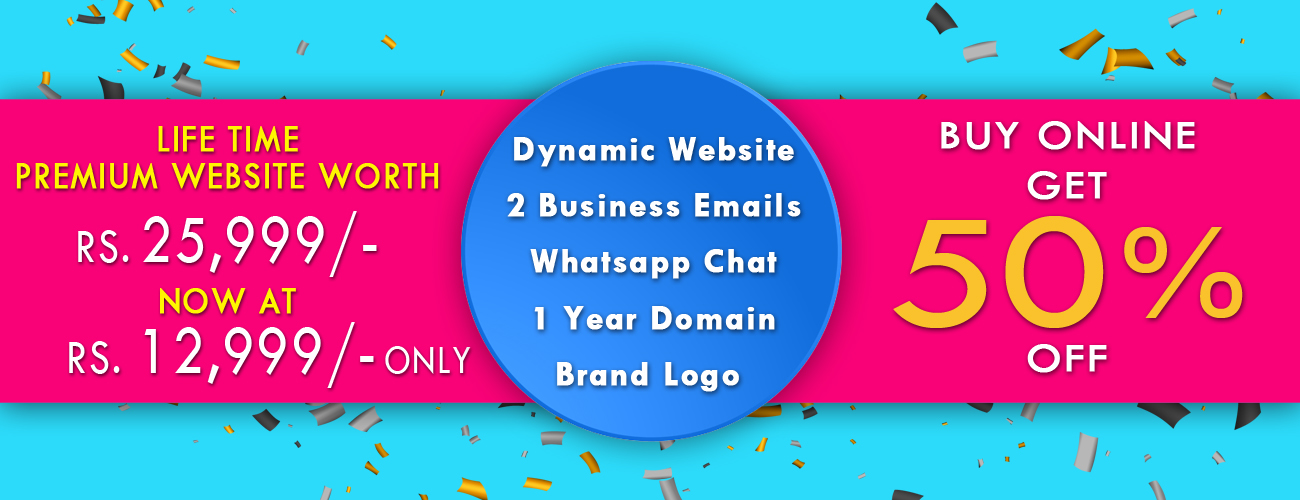 LIFE TIME
PREMIUM WEBSITE WORTH
RS. 25,999/-
NOW AT
RS. 12,999/- ONLY
Dynamic Website
2 Business Emails
Whatsapp Chat
1 Year Domain
Brand Logo
BUY ONLINE
GET
50%
OFF